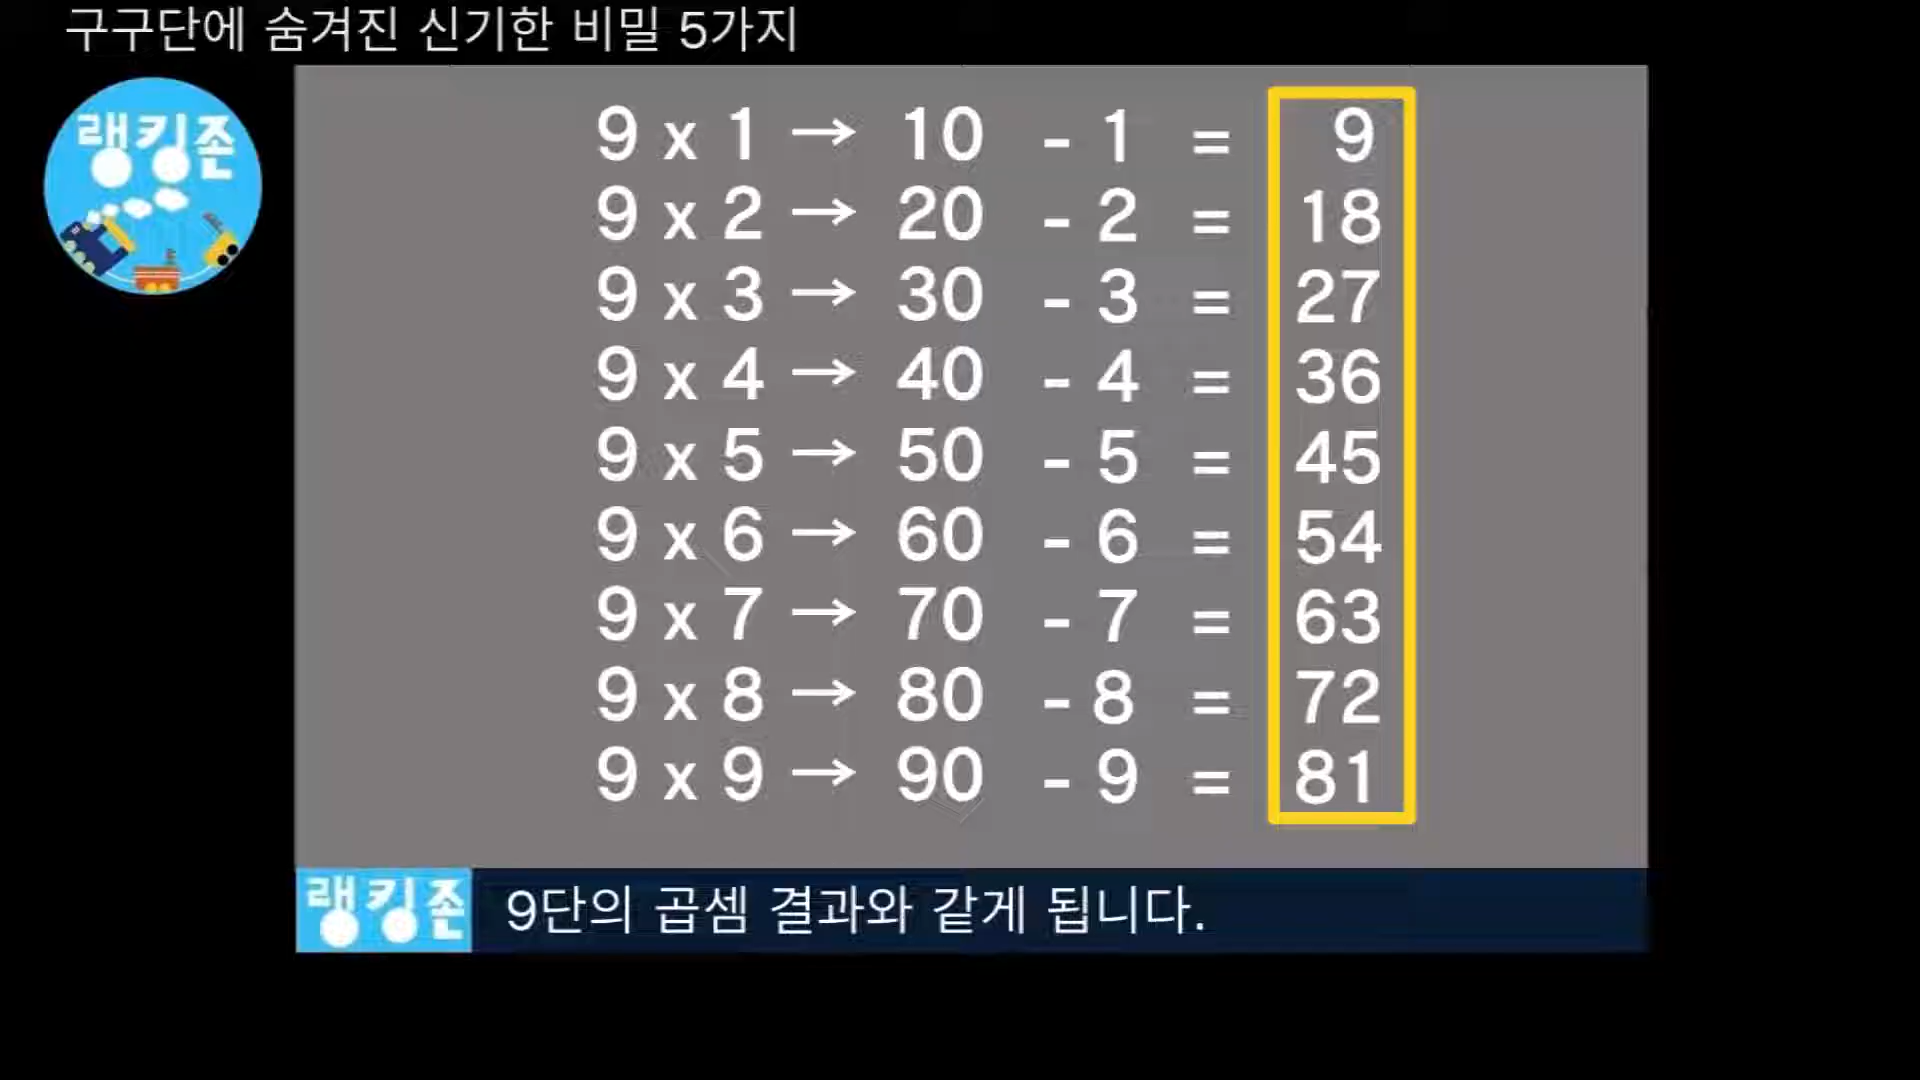 구구단에 숨겨진 신기한 비밀 5가지
랭킹존
9 x 1 → 10 - 1 = 9
9 x 2 → 20 - 2 = 18
9 x 3 → 30 - 3 = 27
9 x 4 → 40 - 4 = 36
9 x 5 → 50 - 5 = 45
9 x 6 → 60 - 6 = 54
9 x 7 → 70 - 7 = 63
9 x 8 → 80 - 8 = 72
9 x 9 → 90 - 9 = 81
랭킹존 9단의 곱셈 결과와 같게 됩니다.